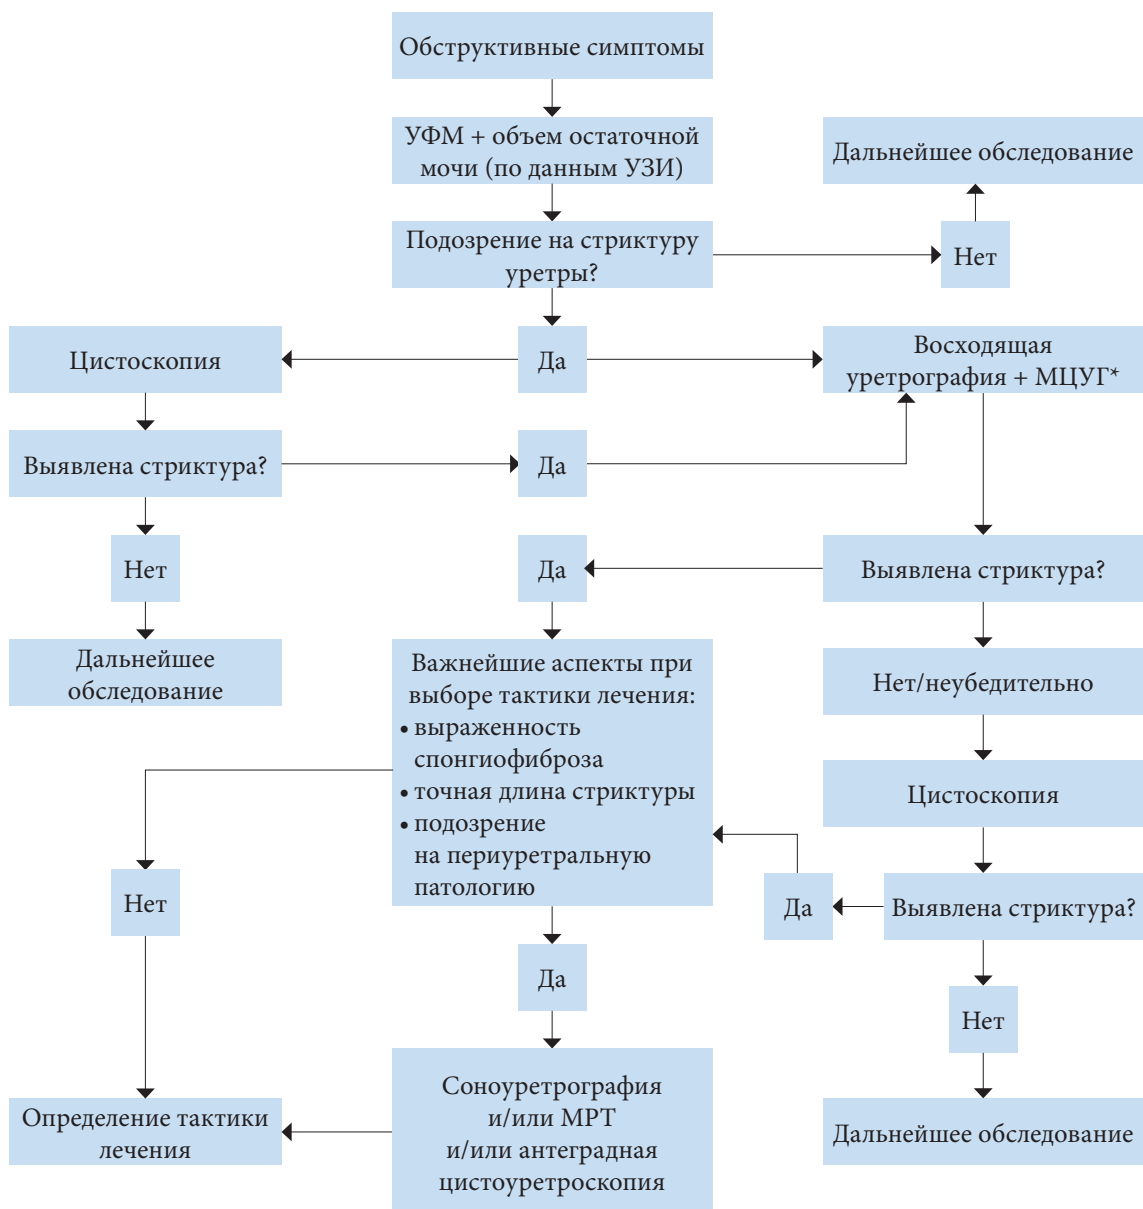 Обструктивные симптомы
УФМ + объем остаточной
мочи (по данным УЗИ)
Дальнейшее обследование
Подозрение на стриктуру
уретры?
Нет
Цистоскопия
Да
Восходящая
уретрография + МЦУГ*
Выявлена стриктура?
Да
Нет
Да
Выявлена стриктура?
Дальнейшее
обследование
Важнейшие аспекты при
выборе тактики лечения:
• выраженность
спонгиофиброза
• точная длина стриктуры
• подозрение
на периуретральную
патологию
Нет/неубедительно
Цистоскопия
Нет
Да
Выявлена стриктура?
Да
Нет
Определение тактики
лечения
Соноуретрография
и/или МРТ
и/или антеградная
цистоуретроскопия
Дальнейшее обследование